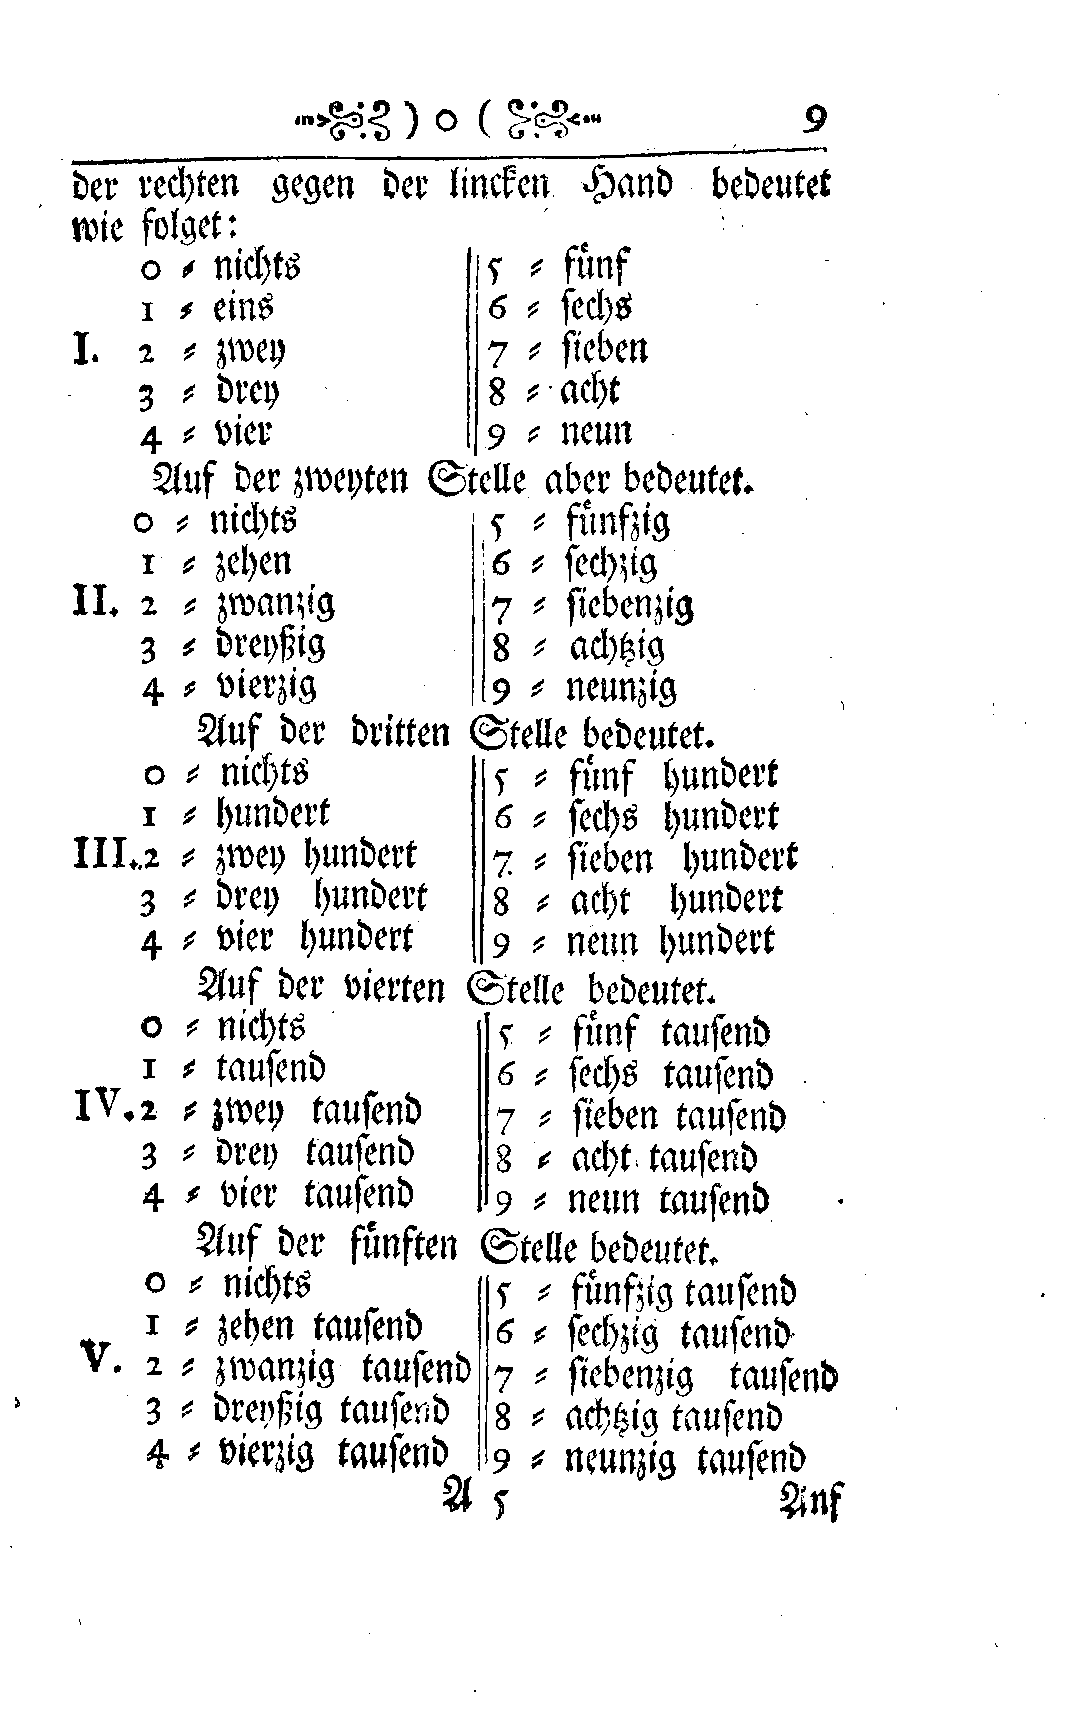 ) o ( 9
der rechten gegen der lincken Hand bedeutet
wie folget:
0 ⸗ nichts 5 ⸗ fünf
1 ⸗ eins 6 ⸗ sechs
I. 2 ⸗ zwey 7 ⸗ sieben
3 ⸗ drey 8 ⸗ acht
4 ⸗ vier 9 ⸗ neun
Auf der zweyten Stelle aber bedeutet.
0 ⸗ nichts 5 ⸗ fünfzig
1 ⸗ zehen 6 ⸗ sechzig
II. 2 ⸗ zwanzig 7 ⸗ siebenzig
3 ⸗ dreyßig 8 ⸗ achtzig
4 ⸗ vierzig 9 ⸗ neunzig
Auf der dritten Stelle bedeutet.
0 ⸗ nichts 5 ⸗ fünf hundert
1 ⸗ hundert 6 ⸗ sechs hundert
III. 2 ⸗ zwey hundert 7 ⸗ sieben hundert
3 ⸗ drey hundert 8 ⸗ acht hundert
4 ⸗ vier hundert 9 ⸗ neun hundert
Auf der vierten Stelle bedeutet.
0 ⸗ nichts 5 ⸗ fünf tausend
1 ⸗ tausend 6 ⸗ sechs tausend
IV. 2 ⸗ zwey tausend 7 ⸗ sieben tausend
3 ⸗ drey tausend 8 ⸗ acht tausend
4 ⸗ vier tausend 9 ⸗ neun tausend
Auf der fünften Stelle bedeutet.
0 ⸗ nichts 5 ⸗ fünfzig tausend
1 ⸗ zehen tausend 6 ⸗ sechzig tausend
V. 2 ⸗ zwanzig tausend 7 ⸗ siebenzig tausend
3 ⸗ dreyßig tausend 8 ⸗ achtzig tausend
4 ⸗ vierzig tausend 9 ⸗ neunzig tausend
A 5 Auf